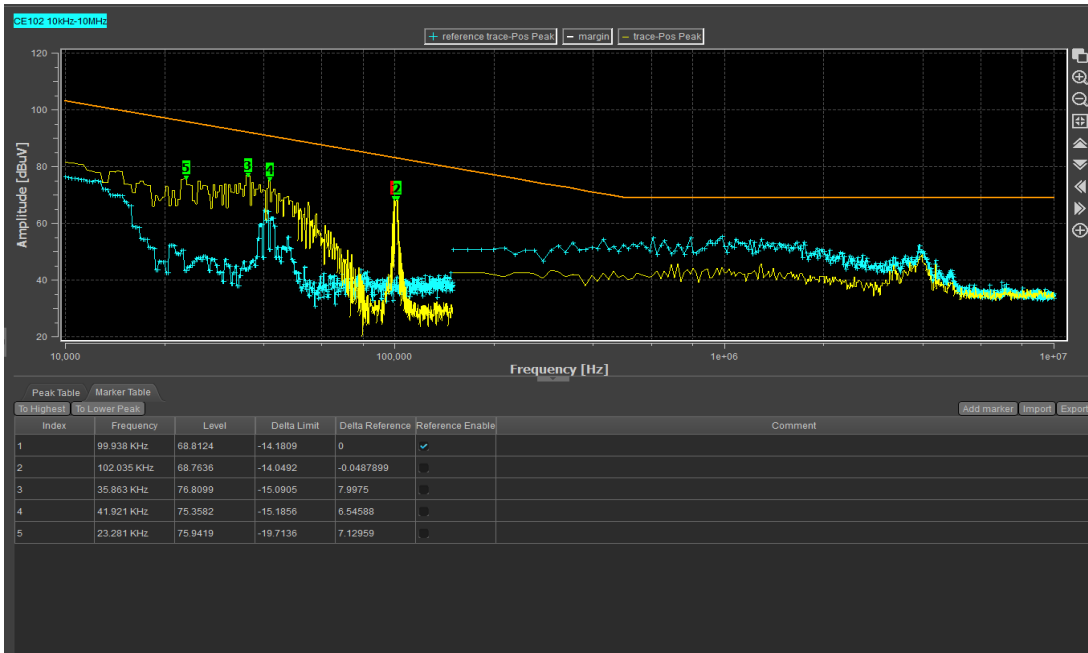 CE102 10kHz-10MHz
reference trace-Pos Peak margin trace-Pos Peak
120
100
80
60
40
20
Amplitude [dBuV]
5 3 4 2
10,000 100,000 1e+06 1e+07
Frequency [Hz]
Peak Table Marker Table
To Highest To Lower Peak Add marker Import Export
Index Frequency Level Delta Limit Delta Reference Reference Enable Comment
1 99.938 KHz 68.8124 -14.1809 0
2 102.035 KHz 68.7636 -14.0492 -0.0487899
3 35.863 KHz 76.8099 -15.0905 7.9975
4 41.921 KHz 75.3582 -15.1856 6.54588
5 23.281 KHz 75.9419 -19.7136 7.12959